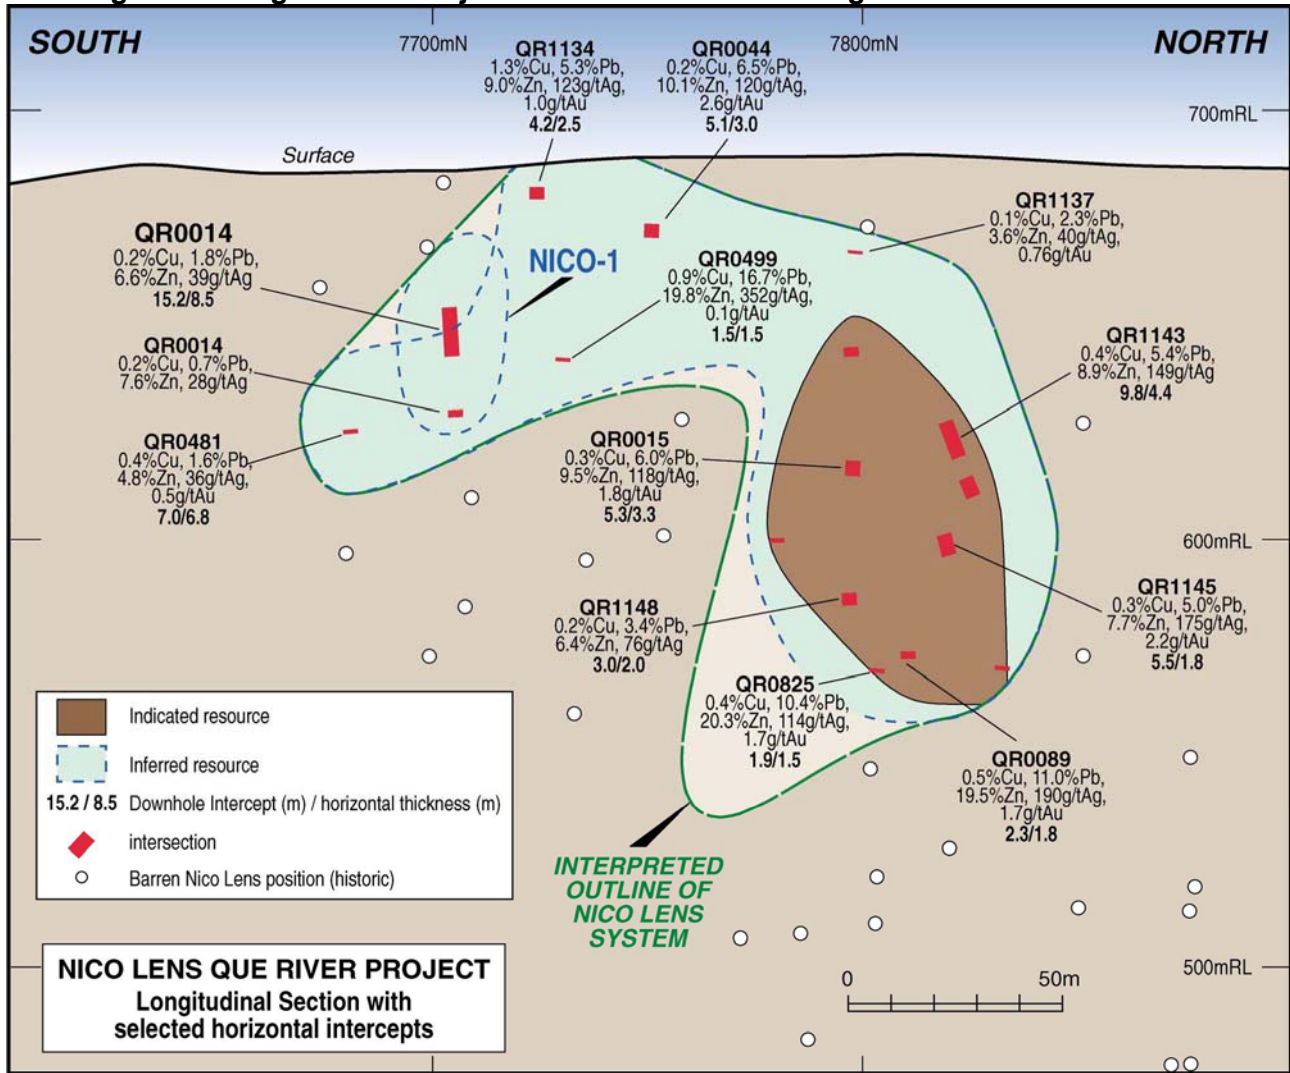 SOUTH
7700mN
7800mN
NORTH
700mRL
QR1134
1.3%Cu, 5.3%Pb,
9.0%Zn, 123g/tAg,
1.0g/tAu
4.2/2.5
QR0044
0.2%Cu, 6.5%Pb,
10.1%Zn, 120g/tAg,
2.6g/tAu
5.1/3.0
Surface
QR1137
0.1%Cu, 2.3%Pb,
3.6%Zn, 40g/tAg,
0.76g/tAu
QR0014
0.2%Cu, 1.8%Pb,
6.6%Zn, 39g/tAg
15.2/8.5
NICO-1
QR0499
0.9%Cu, 16.7%Pb,
19.8%Zn, 352g/tAg,
0.1g/tAu
1.5/1.5
QR0014
0.2%Cu, 0.7%Pb,
7.6%Zn, 28g/tAg
QR1143
0.4%Cu, 5.4%Pb,
8.9%Zn, 149g/tAg
9.8/4.4
QR0481
0.4%Cu, 1.6%Pb,
4.8%Zn, 36g/tAg,
0.5g/tAu
7.0/6.8
QR0015
0.3%Cu, 6.0%Pb,
9.5%Zn, 118g/tAg,
1.8g/tAu
5.3/3.3
600mRL
QR1145
0.3%Cu, 5.0%Pb,
7.7%Zn, 175g/tAg,
2.2g/tAu
5.5/1.8
QR1148
0.2%Cu, 3.4%Pb,
6.4%Zn, 76g/tAg
3.0/2.0
QR0825
0.4%Cu, 10.4%Pb,
20.3%Zn, 114g/tAg,
1.7g/tAu
1.9/1.5
QR0089
0.5%Cu, 11.0%Pb,
19.5%Zn, 190g/tAg,
1.7g/tAu
2.3/1.8
Indicated resource
Inferred resource
15.2 / 8.5 Downhole Intercept (m) / horizontal thickness (m)
intersection
Barren Nico Lens position (historic)
INTERPRETED
OUTLINE OF
NICO LENS
SYSTEM
NICO LENS QUE RIVER PROJECT
Longitudinal Section with
selected horizontal intercepts
0 50m
500mRL